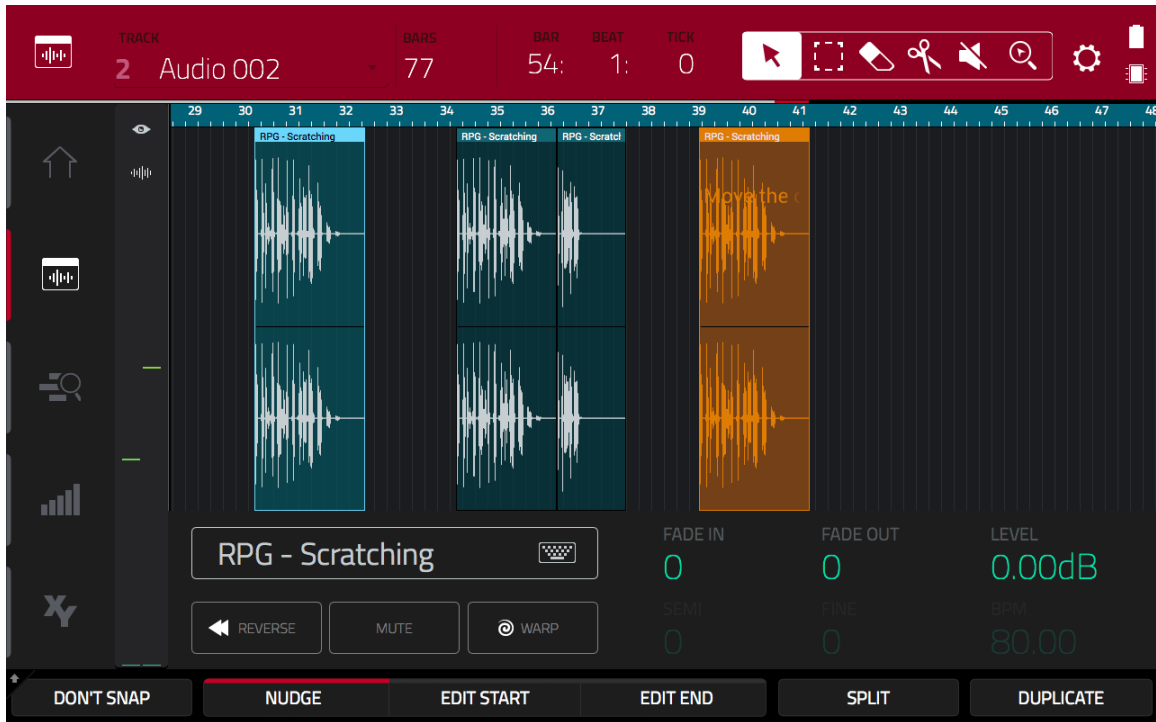 TRACK BARS BAR BEAT TICK
2 Audio 002 77 54: 1: 0
29 30 31 32 33 34 35 36 37 38 39 40 41 42 43 44 45 46 47 48
RPG - Scratching RPG - Scratching RPG - Scratch RPG - Scratching
Move the
RPG - Scratching
FADE IN FADE OUT LEVEL
0 0 0.00dB
REVERSE MUTE WARP
SEMI FINE BPM
0 0 80.00
DON'T SNAP NUDGE EDIT START EDIT END SPLIT DUPLICATE
XY